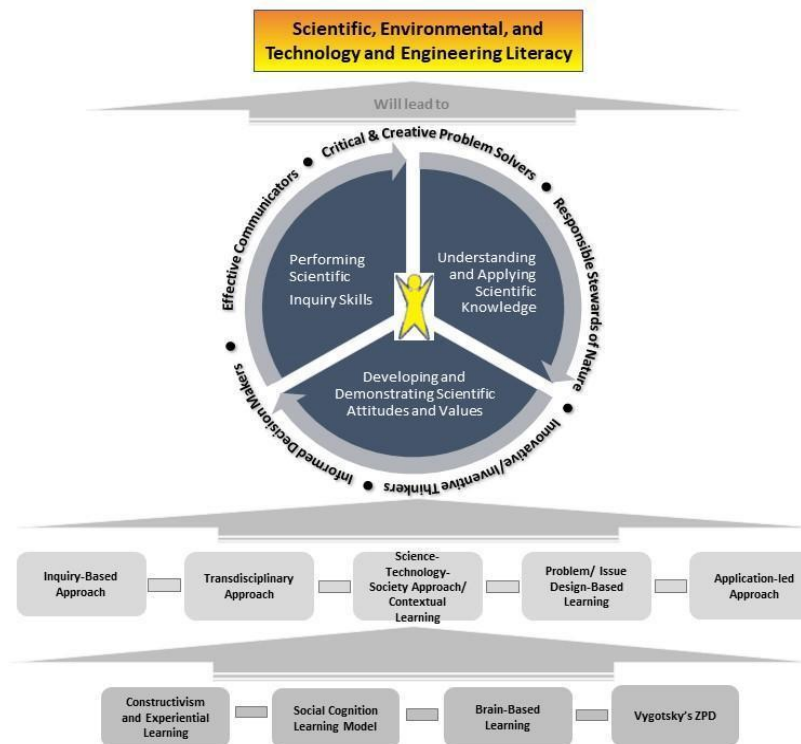 Scientific, Environmental, and
Technology and Engineering Literacy
Will lead to
Effective Communicators
Critical & Creative Problem Solvers
Responsible Stewards of Nature
Innovative/Inventive Thinkers
Informed Decision Makers
Performing
Scientific
Inquiry Skills
Understanding
and Applying
Scientific
Knowledge
Developing and
Demonstrating Scientific
Attitudes and Values
Inquiry-Based
Approach
Transdisciplinary
Approach
Science-
Technology-
Society Approach/
Contextual
Learning
Problem/ Issue
Design-Based
Learning
Application-led
Approach
Constructivism
and Experiential
Learning
Social Cognition
Learning Model
Brain-Based
Learning
Vygotsky's ZPD